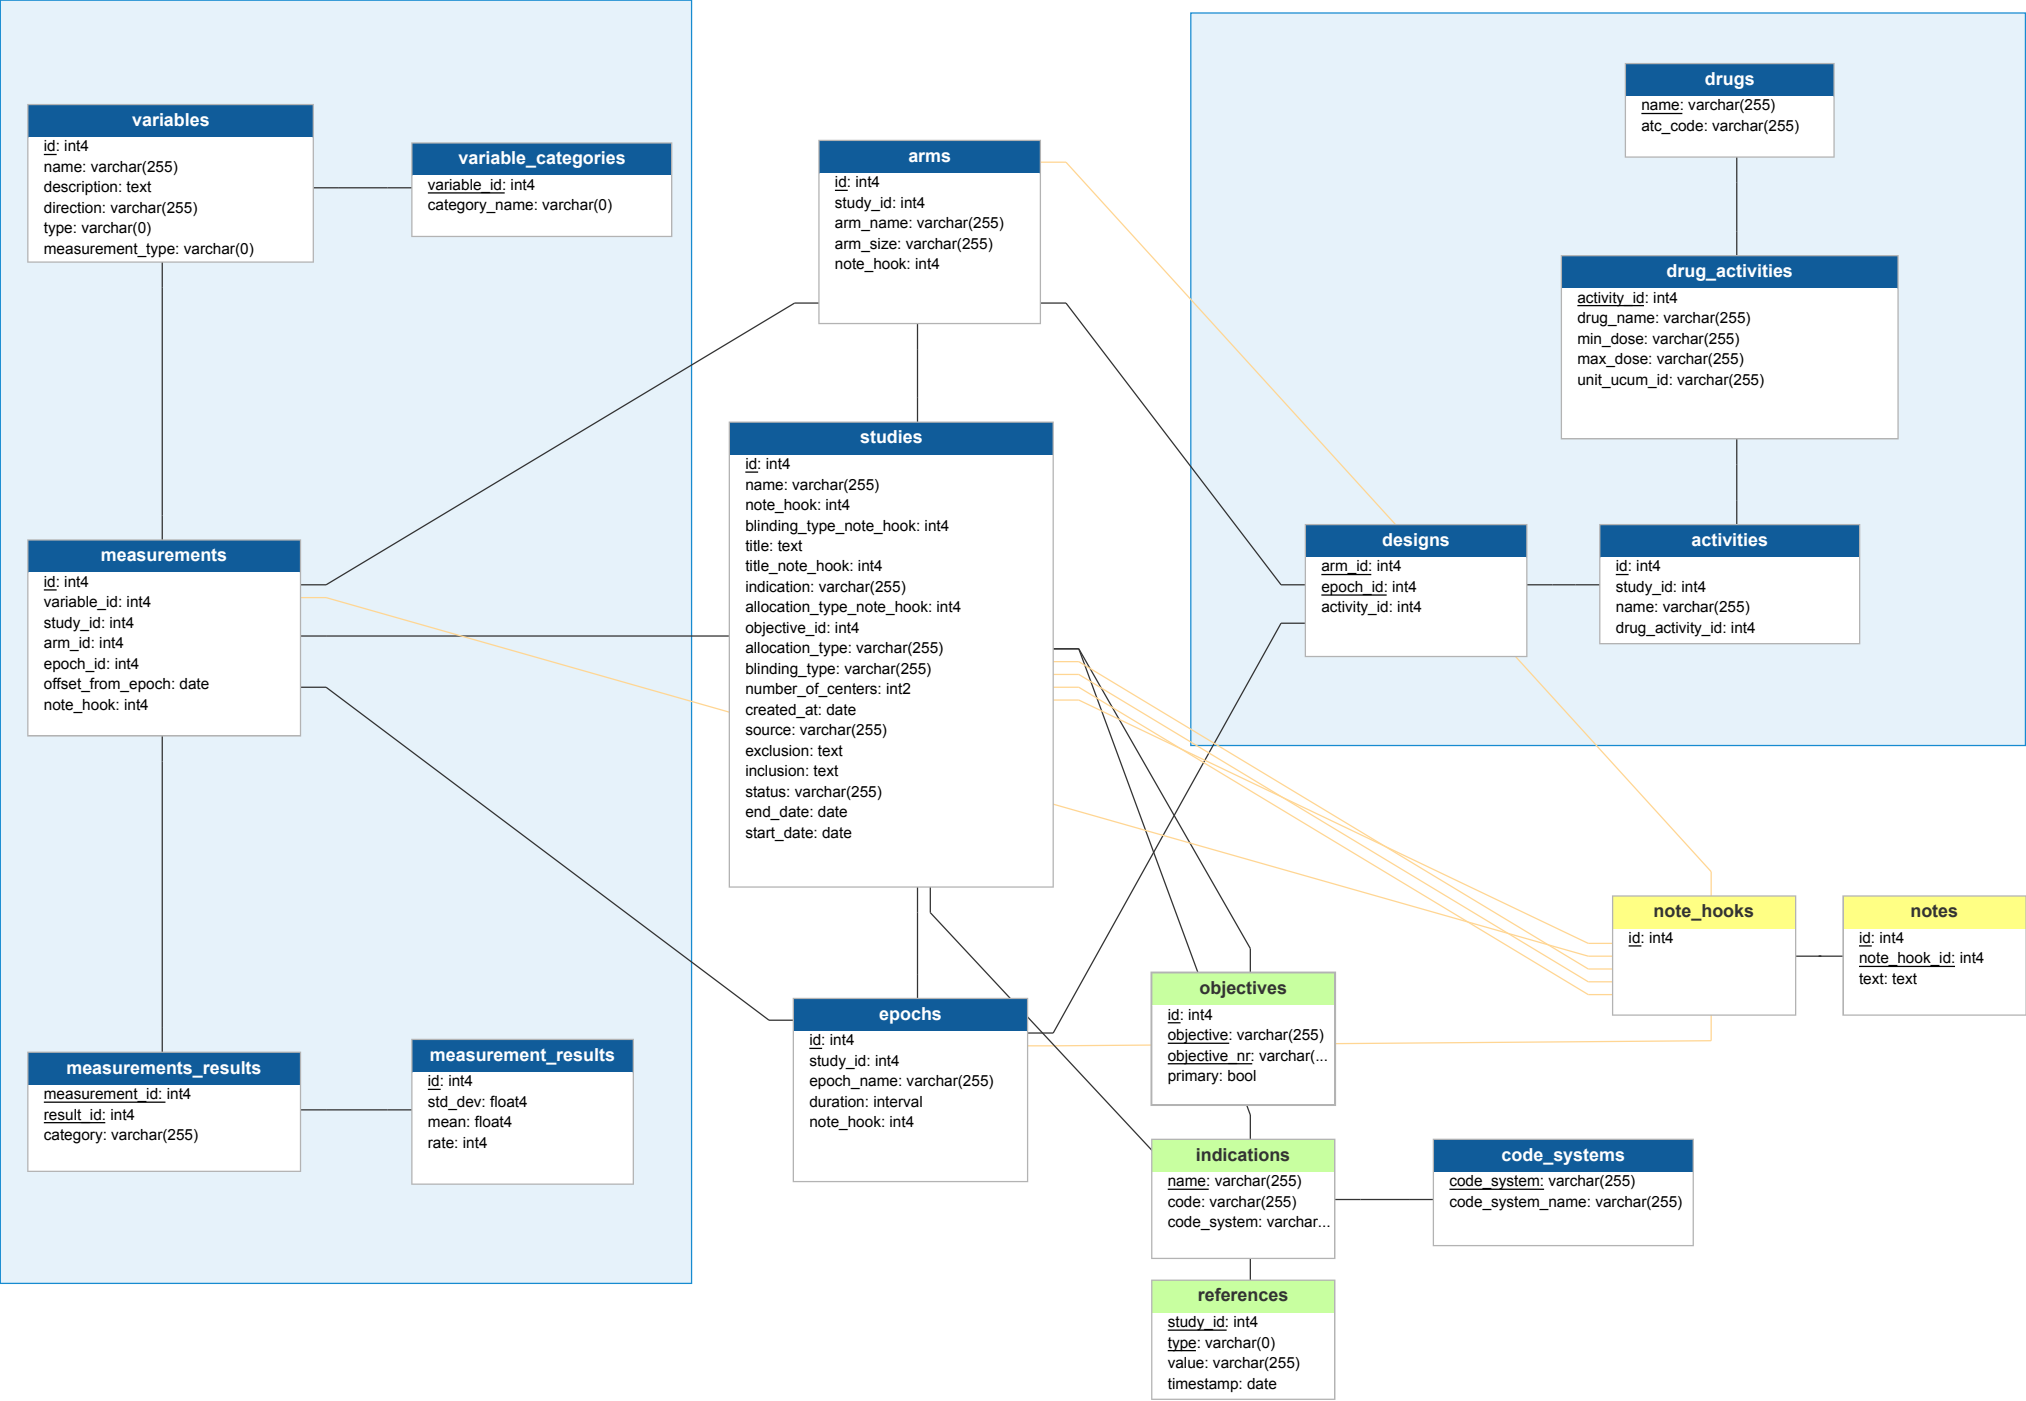 variables
id: int4
name: varchar(255)
description: text
direction: varchar(255)
type: varchar(0)
measurement_type: varchar(0)
variable_categories
variable_id: int4
category_name: varchar(0)
arms
id: int4
study_id: int4
arm_name: varchar(255)
arm_size: varchar(255)
note_hook: int4
drugs
name: varchar(255)
atc_code: varchar(255)
drug_activities
activity_id: int4
drug_name: varchar(255)
min_dose: varchar(255)
max_dose: varchar(255)
unit_ucum_id: varchar(255)
studies
id: int4
name: varchar(255)
note_hook: int4
blinding_type_note_hook: int4
title: text
title_note_hook: int4
indication: varchar(255)
allocation_type_note_hook: int4
objective_id: int4
allocation_type: varchar(255)
blinding_type: varchar(255)
number_of_centers: int2
created_at: date
source: varchar(255)
exclusion: text
inclusion: text
status: varchar(255)
end_date: date
start_date: date
measurements
id: int4
variable_id: int4
study_id: int4
arm_id: int4
epoch_id: int4
offset_from_epoch: date
note_hook: int4
designs
arm_id: int4
epoch_id: int4
activity_id: int4
activities
id: int4
study_id: int4
name: varchar(255)
drug_activity_id: int4
note_hooks
id: int4
notes
id: int4
note_hook_id: int4
text: text
objectives
id: int4
objective: varchar(255)
objective_nr: varchar(...
primary: bool
epochs
id: int4
study_id: int4
epoch_name: varchar(255)
duration: interval
note_hook: int4
measurements_results
measurement_id: int4
result_id: int4
category: varchar(255)
measurement_results
id: int4
std_dev: float4
mean: float4
rate: int4
indications
name: varchar(255)
code: varchar(255)
code_system: varchar...
code_systems
code_system: varchar(255)
code_system_name: varchar(255)
references
study_id: int4
type: varchar(0)
value: varchar(255)
timestamp: date